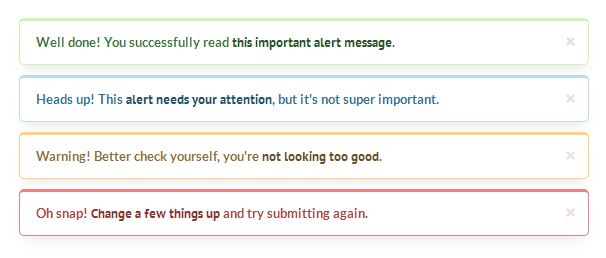 Well done! You successfully read this important alert message. ×
Heads up! This alert needs your attention, but it's not super important. ×
Warning! Better check yourself, you're not looking too good. ×
Oh snap! Change a few things up and try submitting again. ×